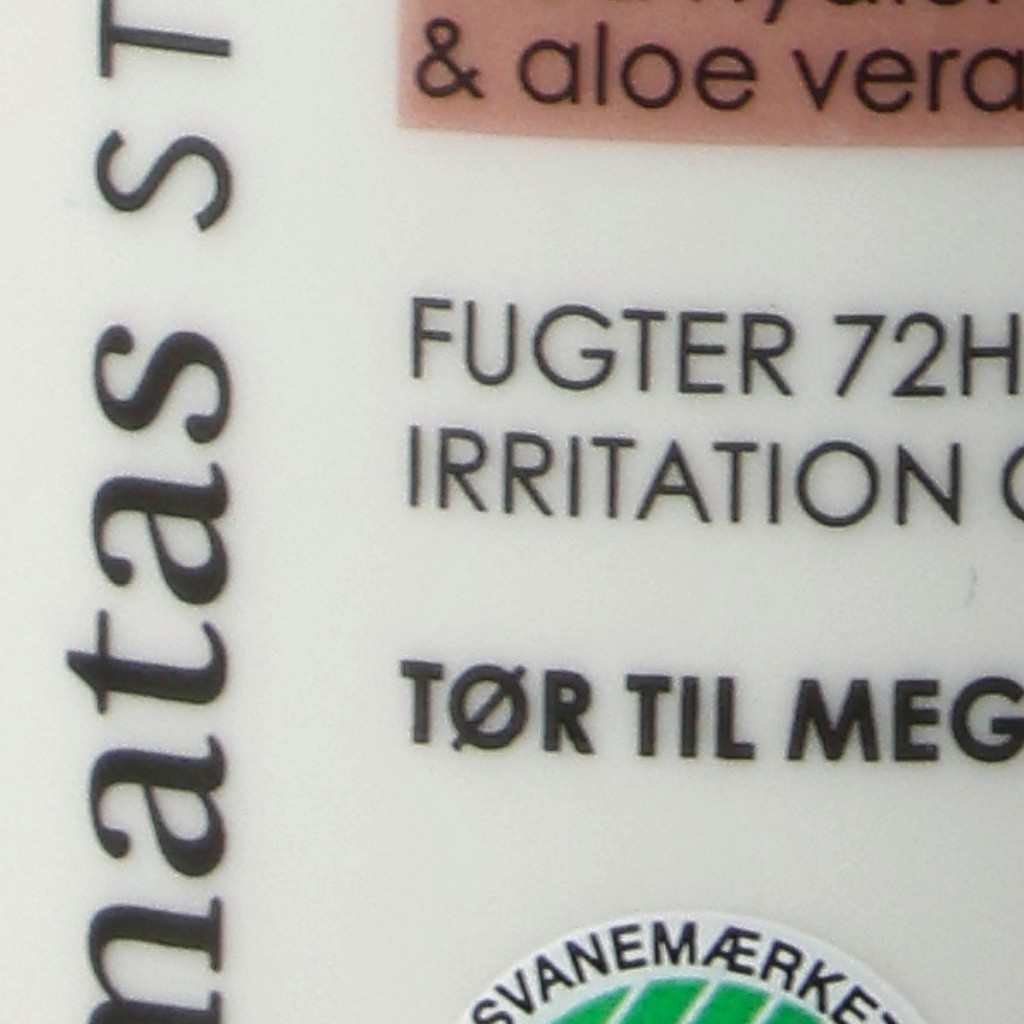 & aloe vera
FUGTER 72H
IRRITATION
TØR TIL MEG
SVANEMÆRKET
matas ST